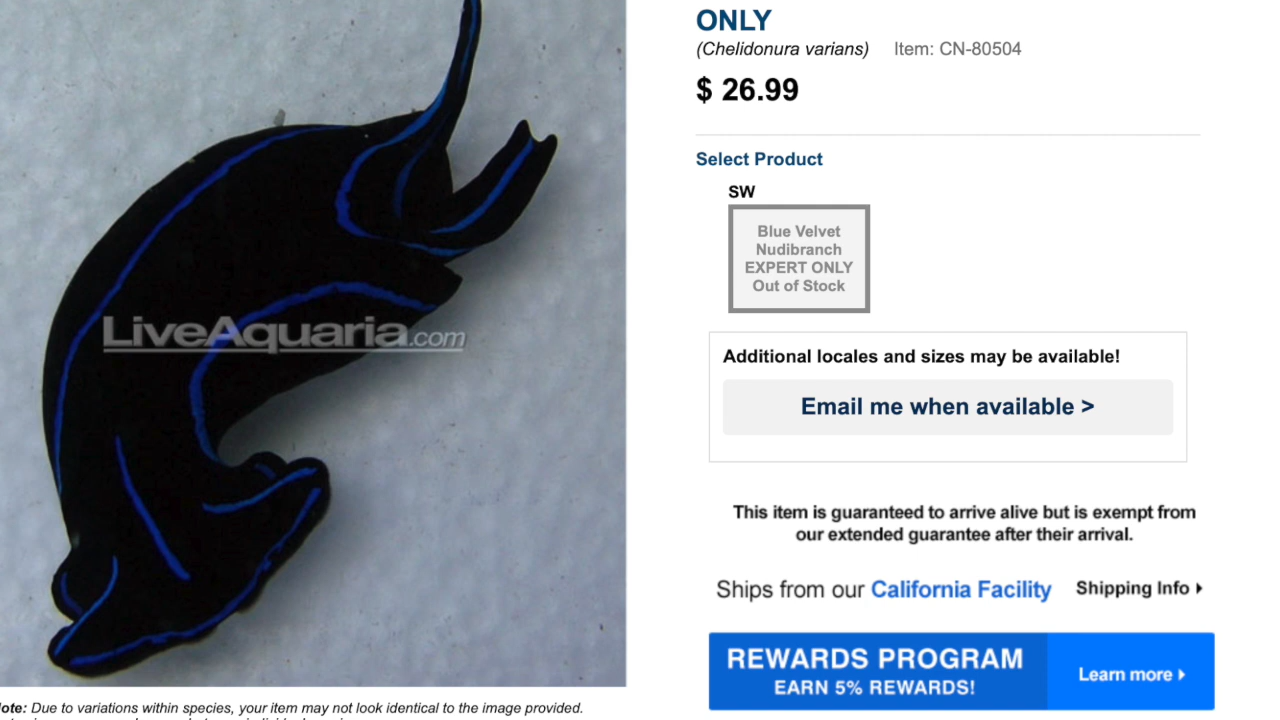 ONLY
(Chelidonura varians) Item: CN-80504
$ 26.99
Select Product
SW
Blue Velvet
Nudibranch
EXPERT ONLY
Out of Stock
LiveAquaria.com
Additional locales and sizes may be available!
Email me when available >
This item is guaranteed to arrive alive but is exempt from
our extended guarantee after their arrival.
Ships from our California Facility Shipping Info
REWARDS PROGRAM
EARN 5% REWARDS!
Learn more
ote: Due to variations within species, your item may not look identical to the image provided.